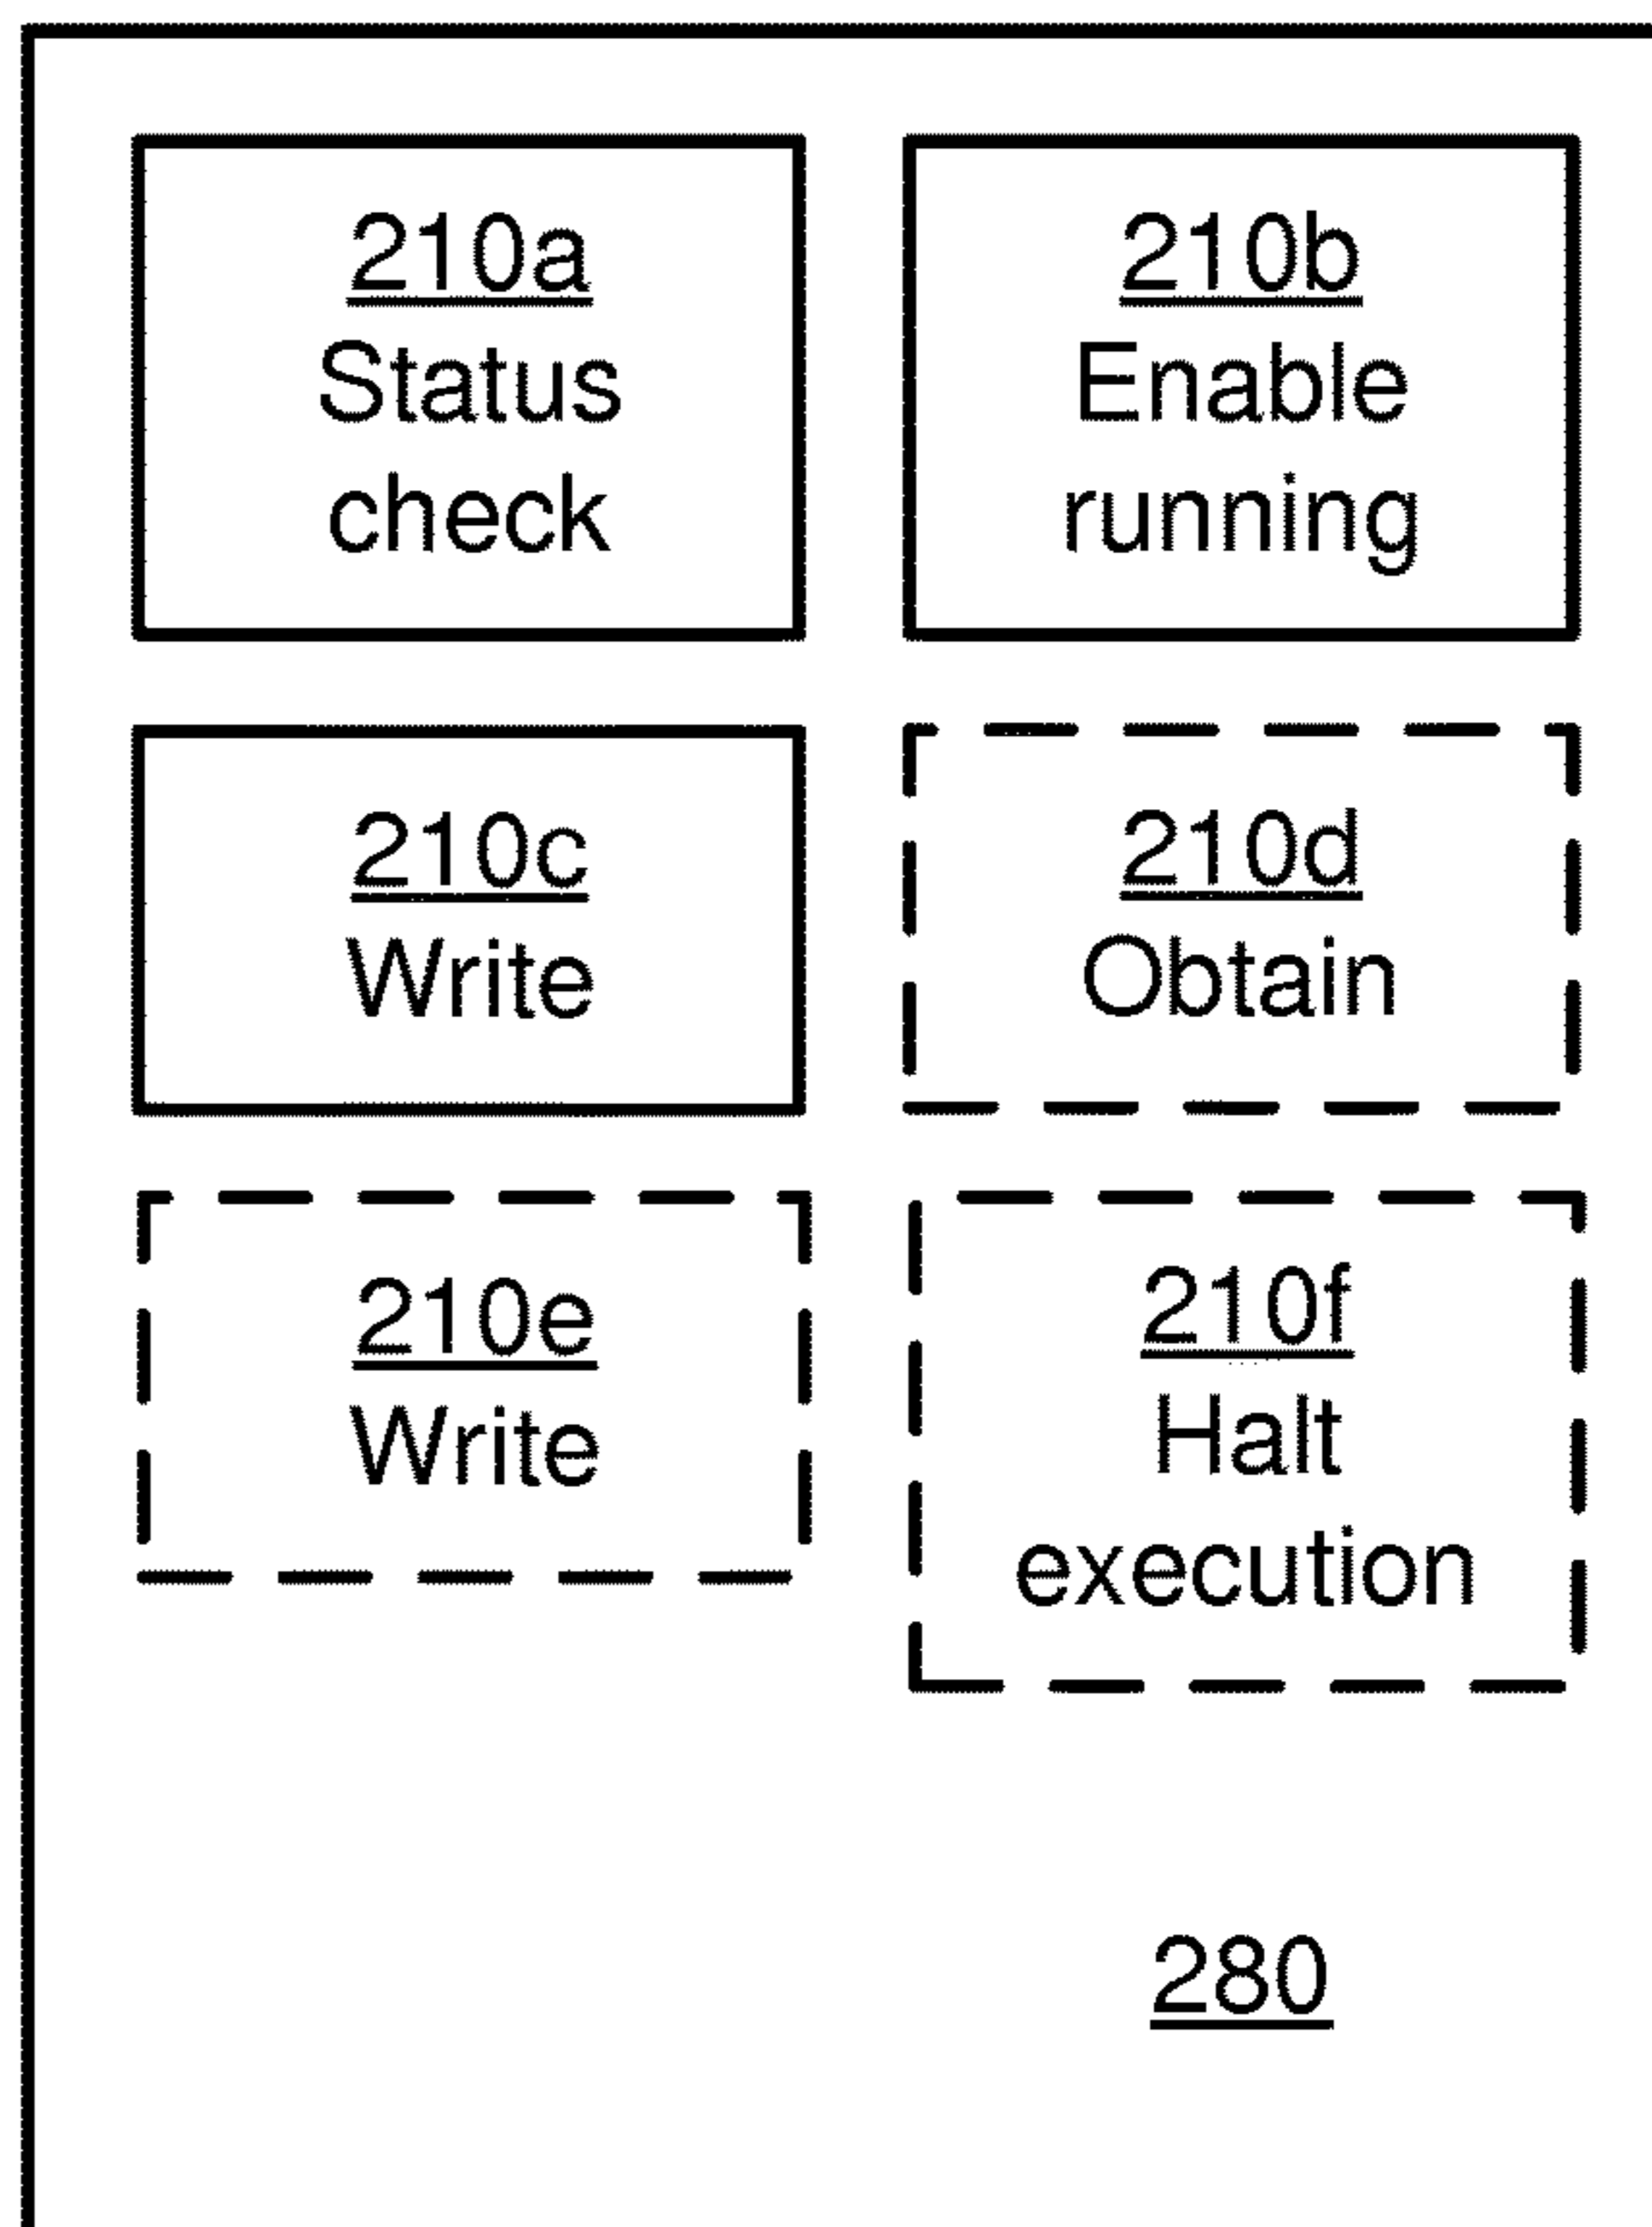 210a
Status
check
210b
Enable
running
210c
Write
210d
Obtain
210e
Write
210f
Halt
execution
280